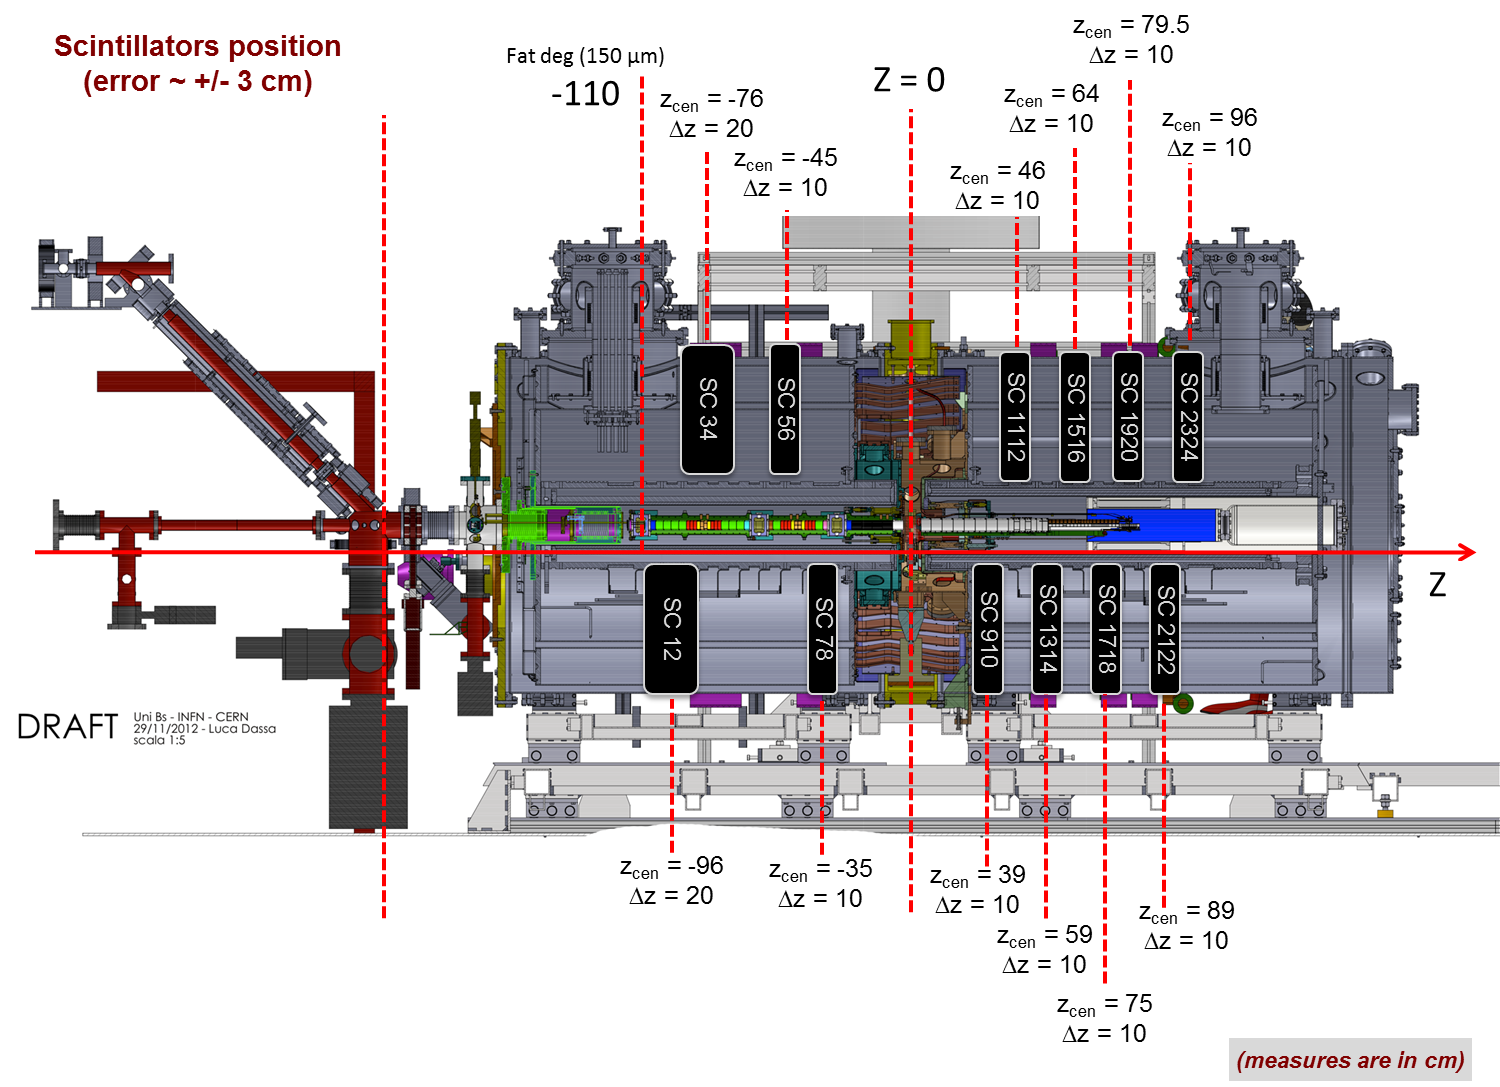 Scintillators position
(error ~ +/- 3 cm)
Fat deg (150 µm)
-110
Z = 0
zcen = -76
Δz = 20
zcen = -45
Δz = 10
zcen = 46
Δz = 10
zcen = 64
Δz = 10
zcen = 79.5
Δz = 10
zcen = 96
Δz = 10
SC 34
SC 56
SC 1112
SC 1516
SC 1920
SC 2324
Z
SC 12
SC 78
SC 910
SC 1314
SC 1718
SC 2122
DRAFT
Uni Bs - INFN - CERN
29/11/2012 - Luca Dassa
scala 1:5
zcen = -96
Δz = 20
zcen = -35
Δz = 10
zcen = 39
Δz = 10
zcen = 59
Δz = 10
zcen = 75
Δz = 10
zcen = 89
Δz = 10
(measures are in cm)